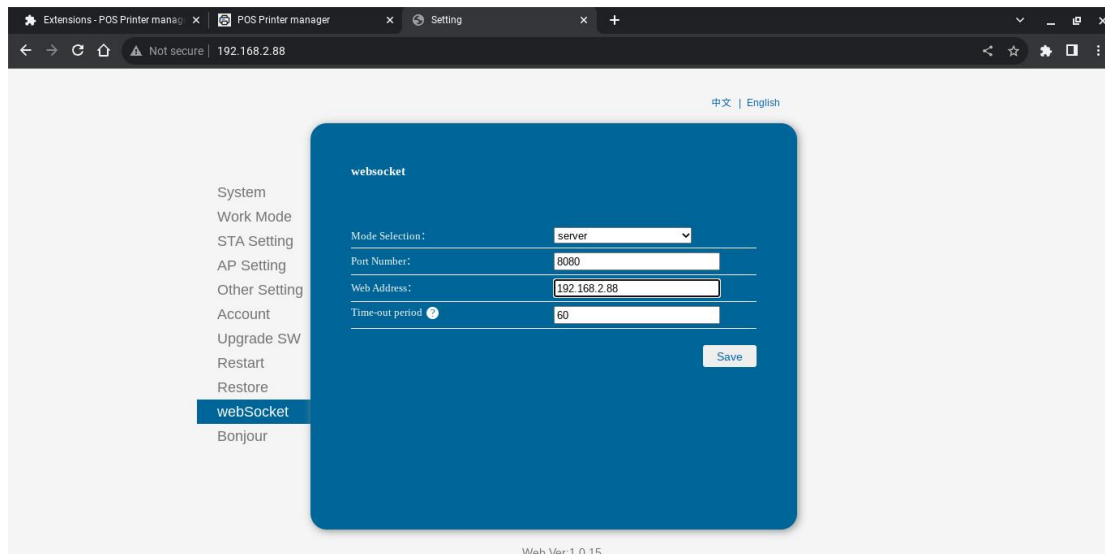 Extensions - POS Printer manag
POS Printer manager
Setting
Not secure | 192.168.2.88
中文 | English
websocket
System
Work Mode
STA Setting
AP Setting
Other Setting
Account
Upgrade SW
Restart
Restore
webSocket
Bonjour
Mode Selection： server
Port Number： 8080
Web Address： 192.168.2.88
Time-out period ? 60
Save
Web Ver:1.0.15